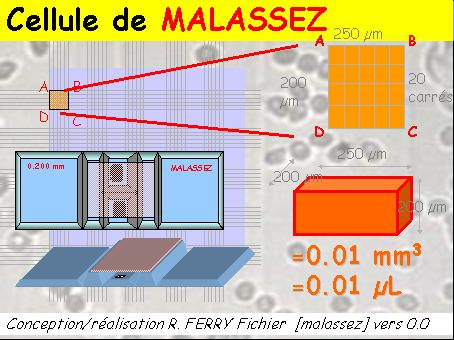 Cellule de MALASSEZ
250 µm
A B
A B
200 µm
20 carrés
D C
D C
250 µm
0.200 mm
MALASSEZ
200 µm
200 µm
=0.01 mm³
=0.01 µL
Conception/réalisation R. FERRY Fichier [malassez] vers 0.0